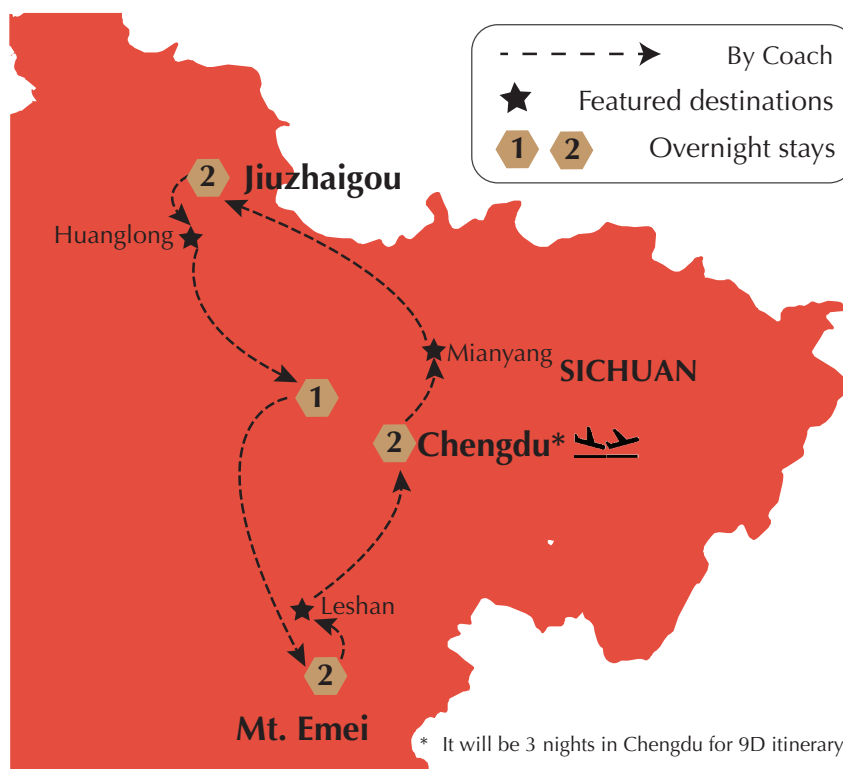 By Coach
Featured destinations
1 2 Overnight stays
2 Jiuzhaigou
Huanglong
Mianyang
SICHUAN
1
2 Chengdu*
Leshan
2
Mt. Emei
* It will be 3 nights in Chengdu for 9D itinerary